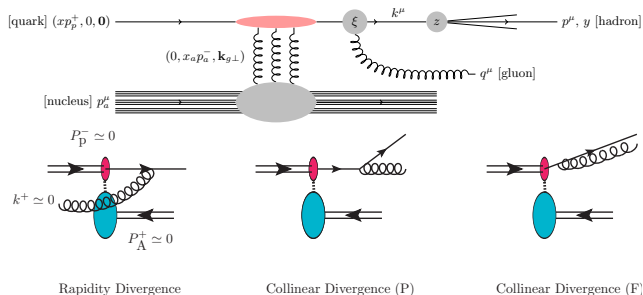 [quark] (xp_p^+, 0, 0)
ξ
k^μ
z
p^μ, y [hadron]
(0, x_a p_a^-, k_{g⊥})
q^μ [gluon]
[nucleus] p_a^μ
P_p^- ≃ 0
k^+ ≃ 0
P_A^+ ≃ 0
Rapidity Divergence
Collinear Divergence (P)
Collinear Divergence (F)